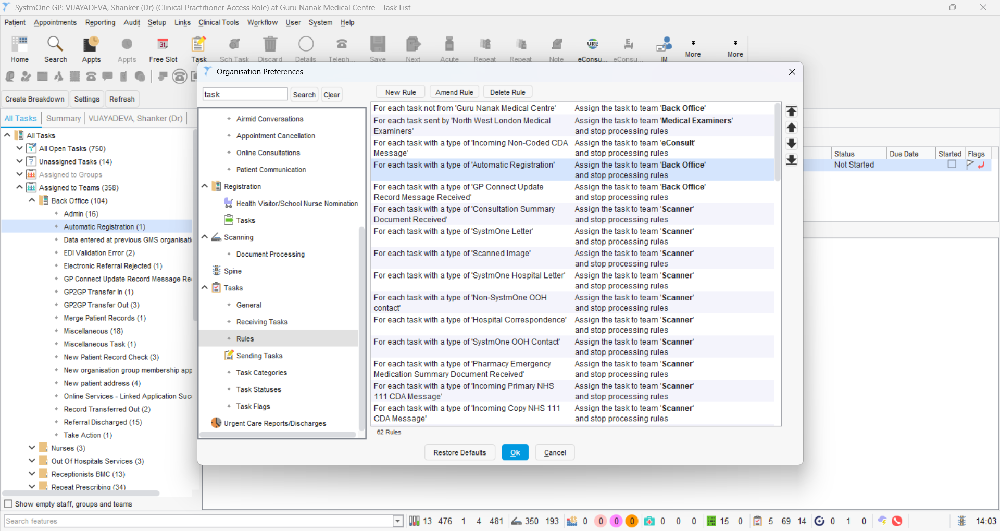 SystmOne GP: VIJAYADEVA, Shanker (Dr) (Clinical Practitioner Access Role) at Guru Nanak Medical Centre - Task List
Patient Appointments Reporting Audit Setup Links Clinical Tools Workflow User System Help
Home Search Appts Appts Free Slot Task Sch Task Discard Details Teleph... Save Next Acute Repeat Repeat Note eConsu... eConsu... IM More More
Create Breakdown Settings Refresh
All Tasks Summary VIJAYADEVA, Shanker (Dr)
All Tasks
All Open Tasks (750)
Unassigned Tasks (14)
Assigned to Groups
Assigned to Teams (358)
Back Office (104)
Admin (16)
Automatic Registration (1)
Data entered at previous GMS organisati
EDI Validation Error (2)
Electronic Referral Rejected (1)
GP Connect Update Record Message Re
GP2GP Transfer In (1)
GP2GP Transfer Out (3)
Merge Patient Records (1)
Miscellaneous (18)
Miscellaneous Task (1)
New Patient Record Check (3)
New organisation group membership app
New patient address (4)
Online Services - Linked Application Suc
Record Transferred Out (2)
Referral Discharged (15)
Take Action (1)
Nurses (3)
Out Of Hospitals Services (3)
Receptionists BMC (13)
Repeat Prescribing (34)
Show empty staff, groups and teams
Organisation Preferences
task Search Clear
Airmid Conversations
Appointment Cancellation
Online Consultations
Patient Communication
Registration
Health Visitor/School Nurse Nomination
Tasks
Scanning
Document Processing
Spine
Tasks
General
Receiving Tasks
Rules
Sending Tasks
Task Categories
Task Statuses
Task Flags
Urgent Care Reports/Discharges
New Rule Amend Rule Delete Rule
For each task not from 'Guru Nanak Medical Centre' Assign the task to team 'Back Office'
For each task sent by 'North West London Medical Assign the task to team 'Medical Examiners'
Examiners' and stop processing rules
For each task with a type of 'Incoming Non-Coded CDA Assign the task to team 'eConsult'
Message' and stop processing rules
For each task with a type of 'Automatic Registration' Assign the task to team 'Back Office'
and stop processing rules
For each task with a type of 'GP Connect Update Assign the task to team 'Back Office'
Record Message Received' and stop processing rules
For each task with a type of 'Consultation Summary Assign the task to team 'Scanner'
Document Received' and stop processing rules
For each task with a type of 'SystmOne Letter' Assign the task to team 'Scanner'
and stop processing rules
For each task with a type of 'Scanned Image' Assign the task to team 'Scanner'
and stop processing rules
For each task with a type of 'SystmOne Hospital Letter' Assign the task to team 'Scanner'
and stop processing rules
For each task with a type of 'Non-SystmOne OOH Assign the task to team 'Scanner'
contact' and stop processing rules
For each task with a type of 'Hospital Correspondence' Assign the task to team 'Scanner'
and stop processing rules
For each task with a type of 'SystmOne OOH Contact' Assign the task to team 'Scanner'
and stop processing rules
For each task with a type of 'Pharmacy Emergency Assign the task to team 'Scanner'
Medication Summary Document Received' and stop processing rules
For each task with a type of 'Incoming Primary NHS Assign the task to team 'Scanner'
111 CDA Message' and stop processing rules
For each task with a type of 'Incoming Copy NHS 111 Assign the task to team 'Scanner'
CDA Message' and stop processing rules
62 Rules
Restore Defaults Ok Cancel
Status Due Date Started Flags
Not Started
Search features 13 476 1 4 481 350 193 0 0 0 0 0 0 0 15 0 5 69 14 0 1 0 14:03